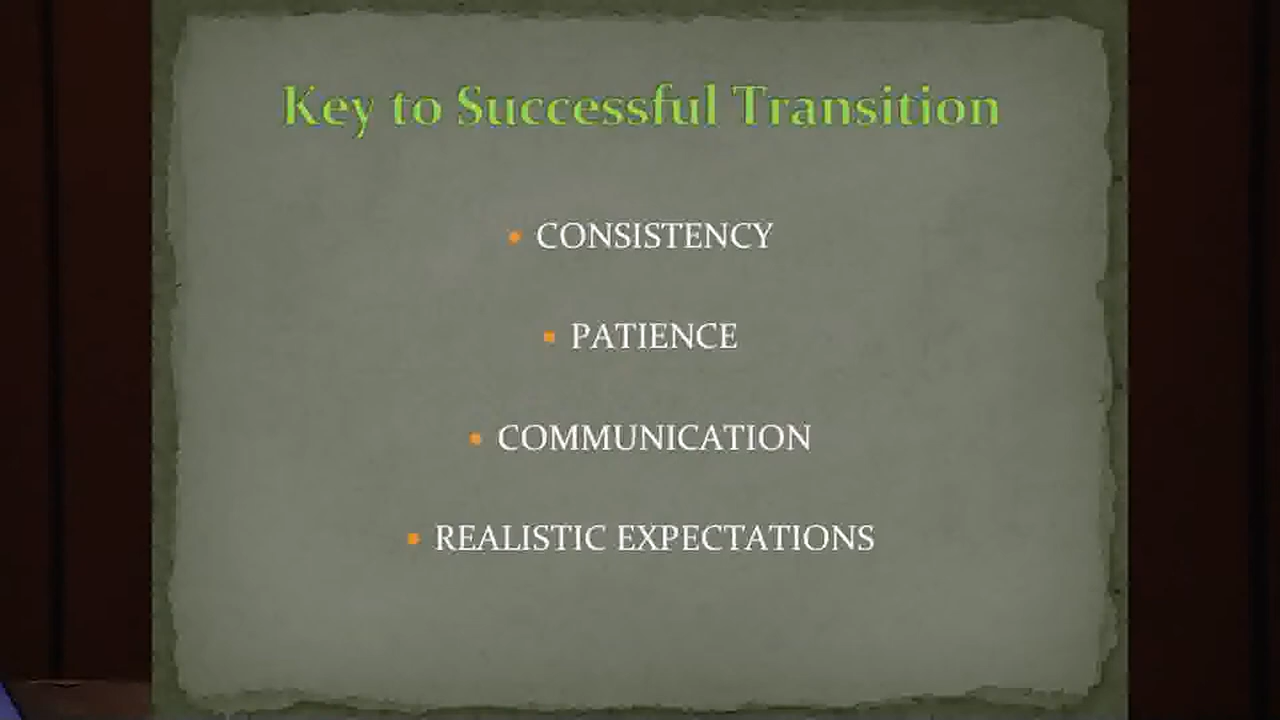 Key to Successful Transition
▪ CONSISTENCY
▪ PATIENCE
▪ COMMUNICATION
▪ REALISTIC EXPECTATIONS